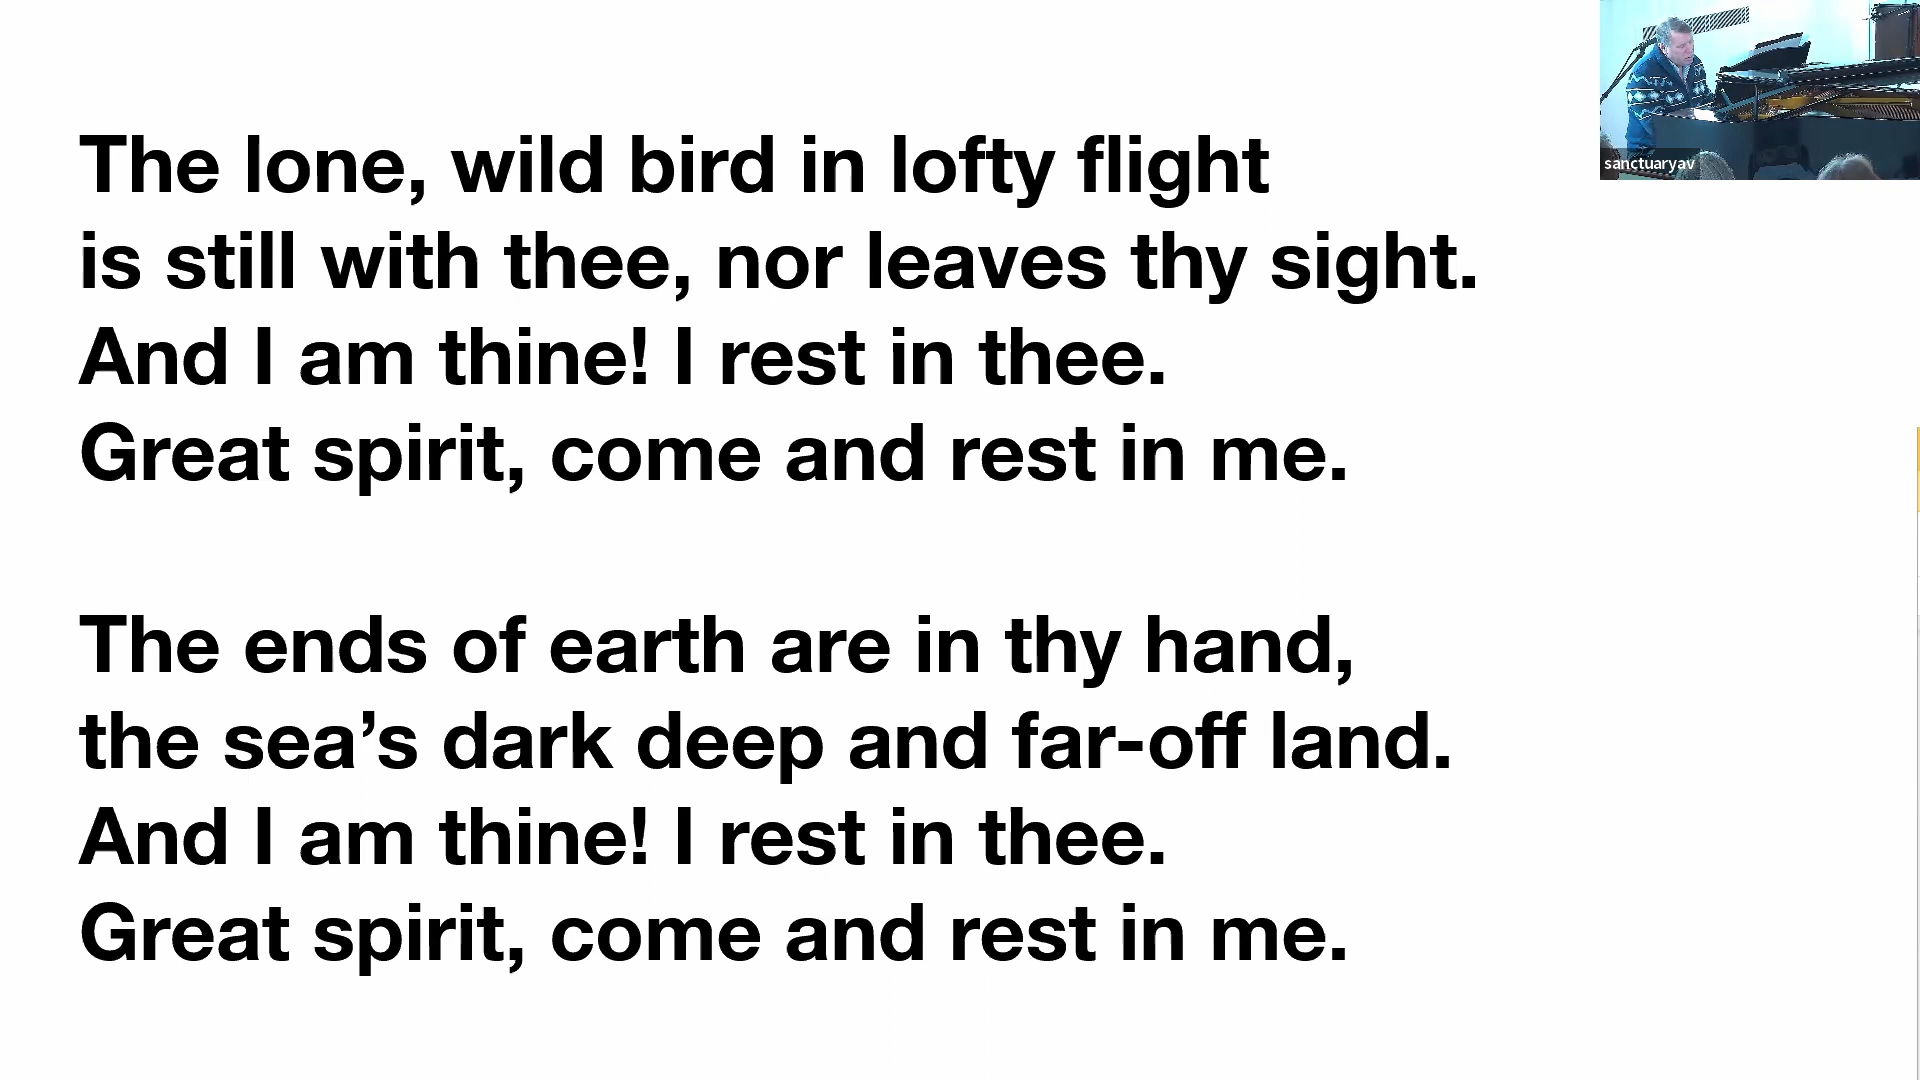 The lone, wild bird in lofty flight
is still with thee, nor leaves thy sight.
And I am thine! I rest in thee.
Great spirit, come and rest in me.
The ends of earth are in thy hand,
the sea’s dark deep and far-off land.
And I am thine! I rest in thee.
Great spirit, come and rest in me.
sanctuaryav